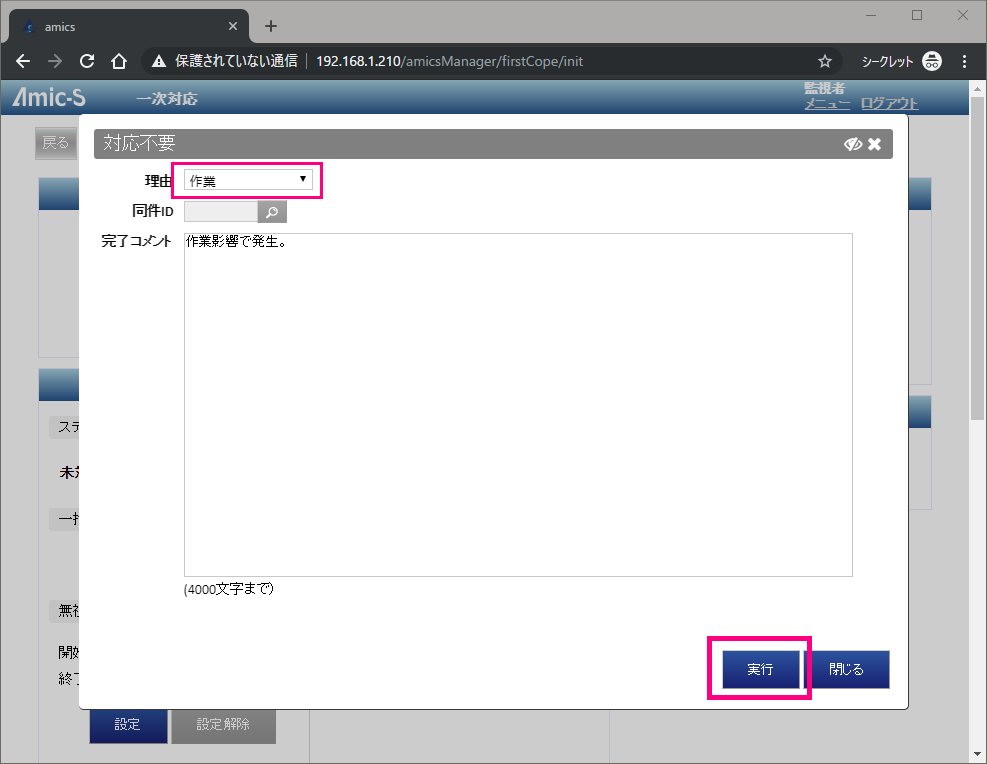 amics
保護されていない通信 192.168.1.210/amicsManager/firstCope/init シークレット
Amic-S 一次対応 監視者
メニュー ログアウト
戻る
対応不要
理由 作業
同件ID
完了コメント 作業影響で発生。
(4000文字まで)
ステ
一
開始
終了
実行 閉じる
設定 設定解除